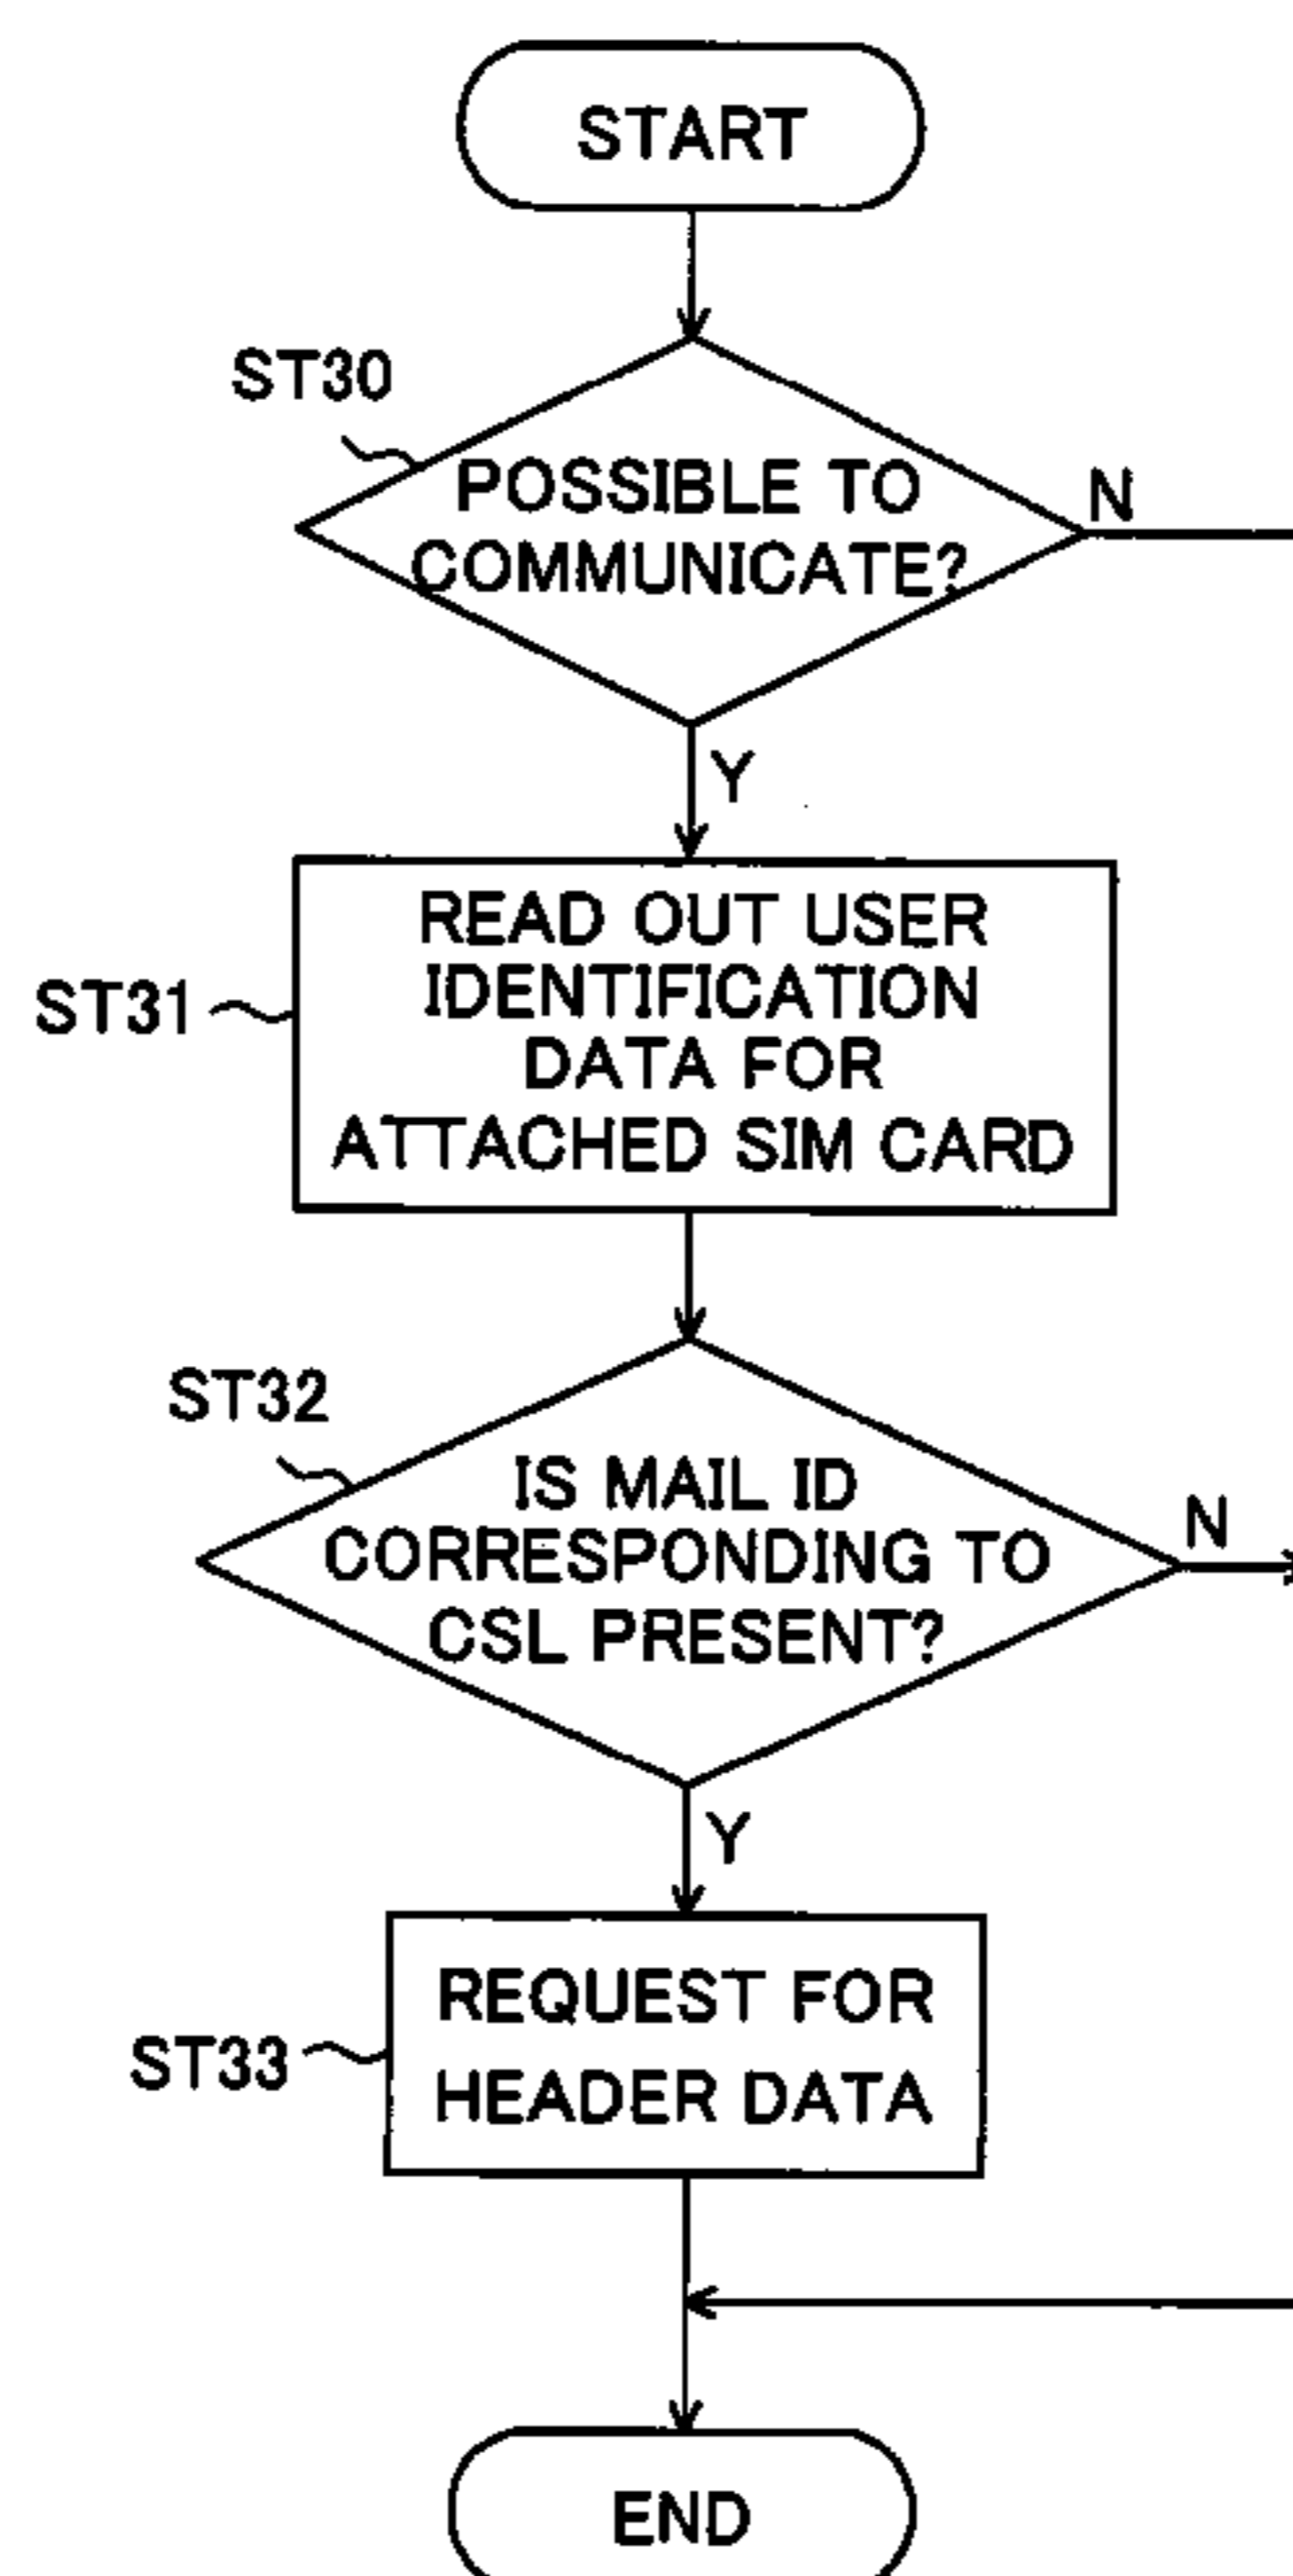 START
ST30
POSSIBLE TO
COMMUNICATE?
N
Y
ST31
READ OUT USER
IDENTIFICATION
DATA FOR
ATTACHED SIM CARD
ST32
IS MAIL ID
CORRESPONDING TO
CSL PRESENT?
N
Y
ST33
REQUEST FOR
HEADER DATA
END